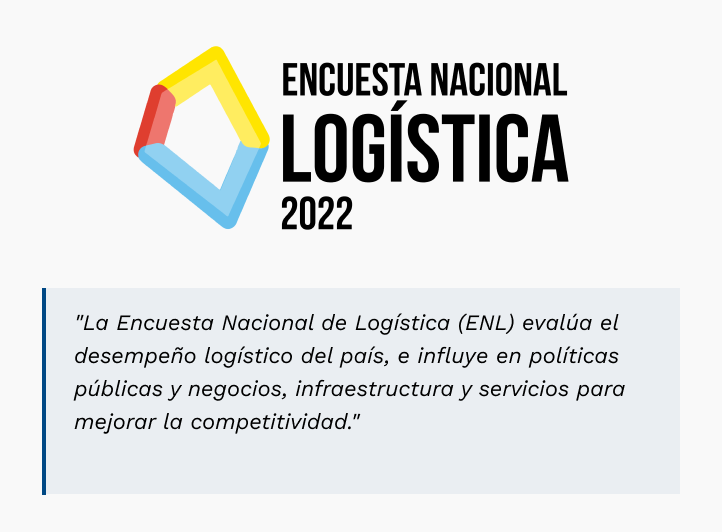 ENCUESTA NACIONAL
LOGÍSTICA
2022
"La Encuesta Nacional de Logística (ENL) evalúa el
desempeño logístico del país, e influye en políticas
públicas y negocios, infraestructura y servicios para
mejorar la competitividad."